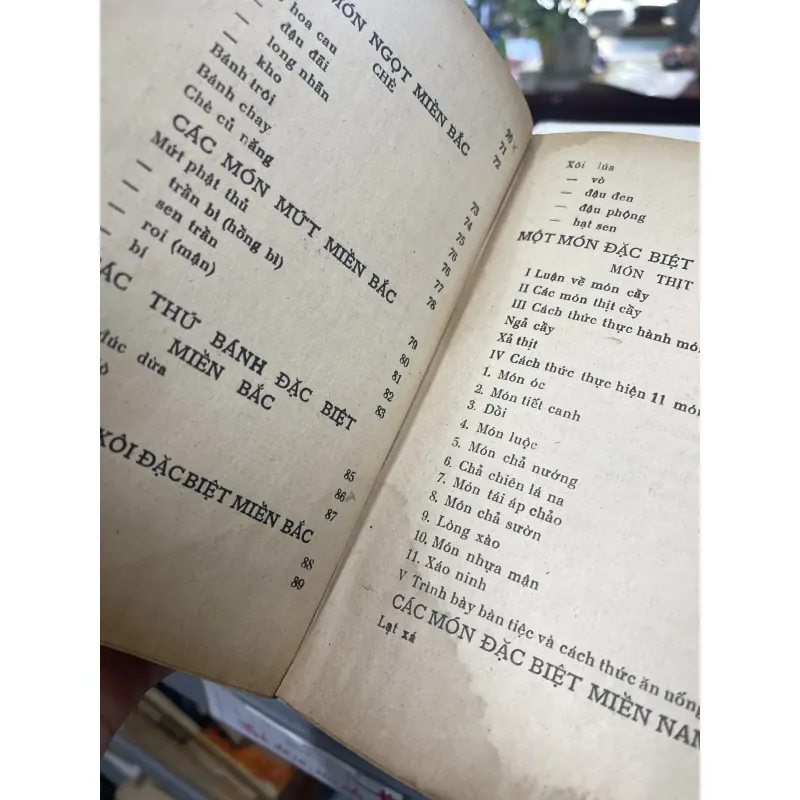 MÓN NGỌT MIỀN BẮC
CHÈ
hoa cau
— đậu đãi
— long nhãn
— kho
Bánh trôi
Bánh chay
Chè củ năng
CÁC MÓN MỨT MIỀN BẮC
Mứt phật thủ
— trần bì (hồng bì)
— sen trần
— roi (mận)
— bí
THỨ BÁNH ĐẶC BIỆT
MIỀN BẮC
dừa
XÔI ĐẶC BIỆT MIỀN BẮC
70
71
72
73
74
75
76
76
77
78
79
80
81
82
83
85
86
87
88
89
Xôi lúa
— vò
— đậu đen
— đậu phộng
— hạt sen
MỘT MÓN ĐẶC BIỆT
MÓN THỊT
I Luận về món cầy
II Các món thịt cầy
III Cách thức thực hành món
Ngả cầy
Xả thịt
IV Cách thức thực hiện 11 món
1. Món óc
2. Món tiết canh
3. Dồi
4. Món luộc
5. Món chả nướng
6. Chả chiên lá na
7. Món tái áp chảo
8. Món chả sườn
9. Lòng xào
10. Món nhựa mận
11. Xáo ninh
V Trình bày bàn tiệc và cách thức ăn uống
CÁC MÓN ĐẶC BIỆT MIỀN NAM
Lạt xá